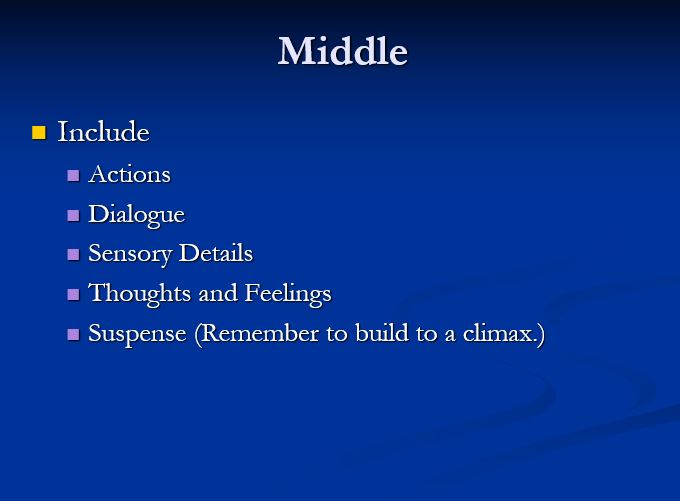 Middle
Include
Actions
Dialogue
Sensory Details
Thoughts and Feelings
Suspense (Remember to build to a climax.)